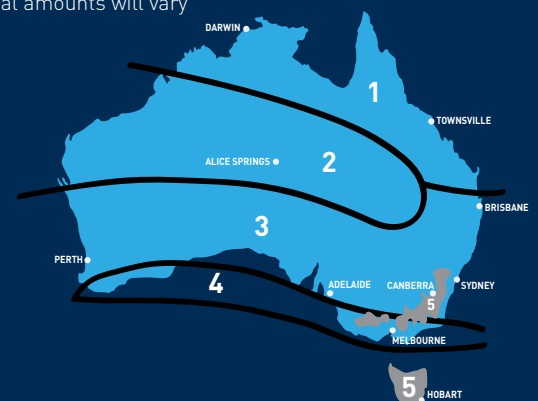 al amounts will vary
DARWIN
1
TOWNSVILLE
ALICE SPRINGS
2
BRISBANE
3
PERTH
4
ADELAIDE
CANBERRA
SYDNEY
5
MELBOURNE
5
HOBART